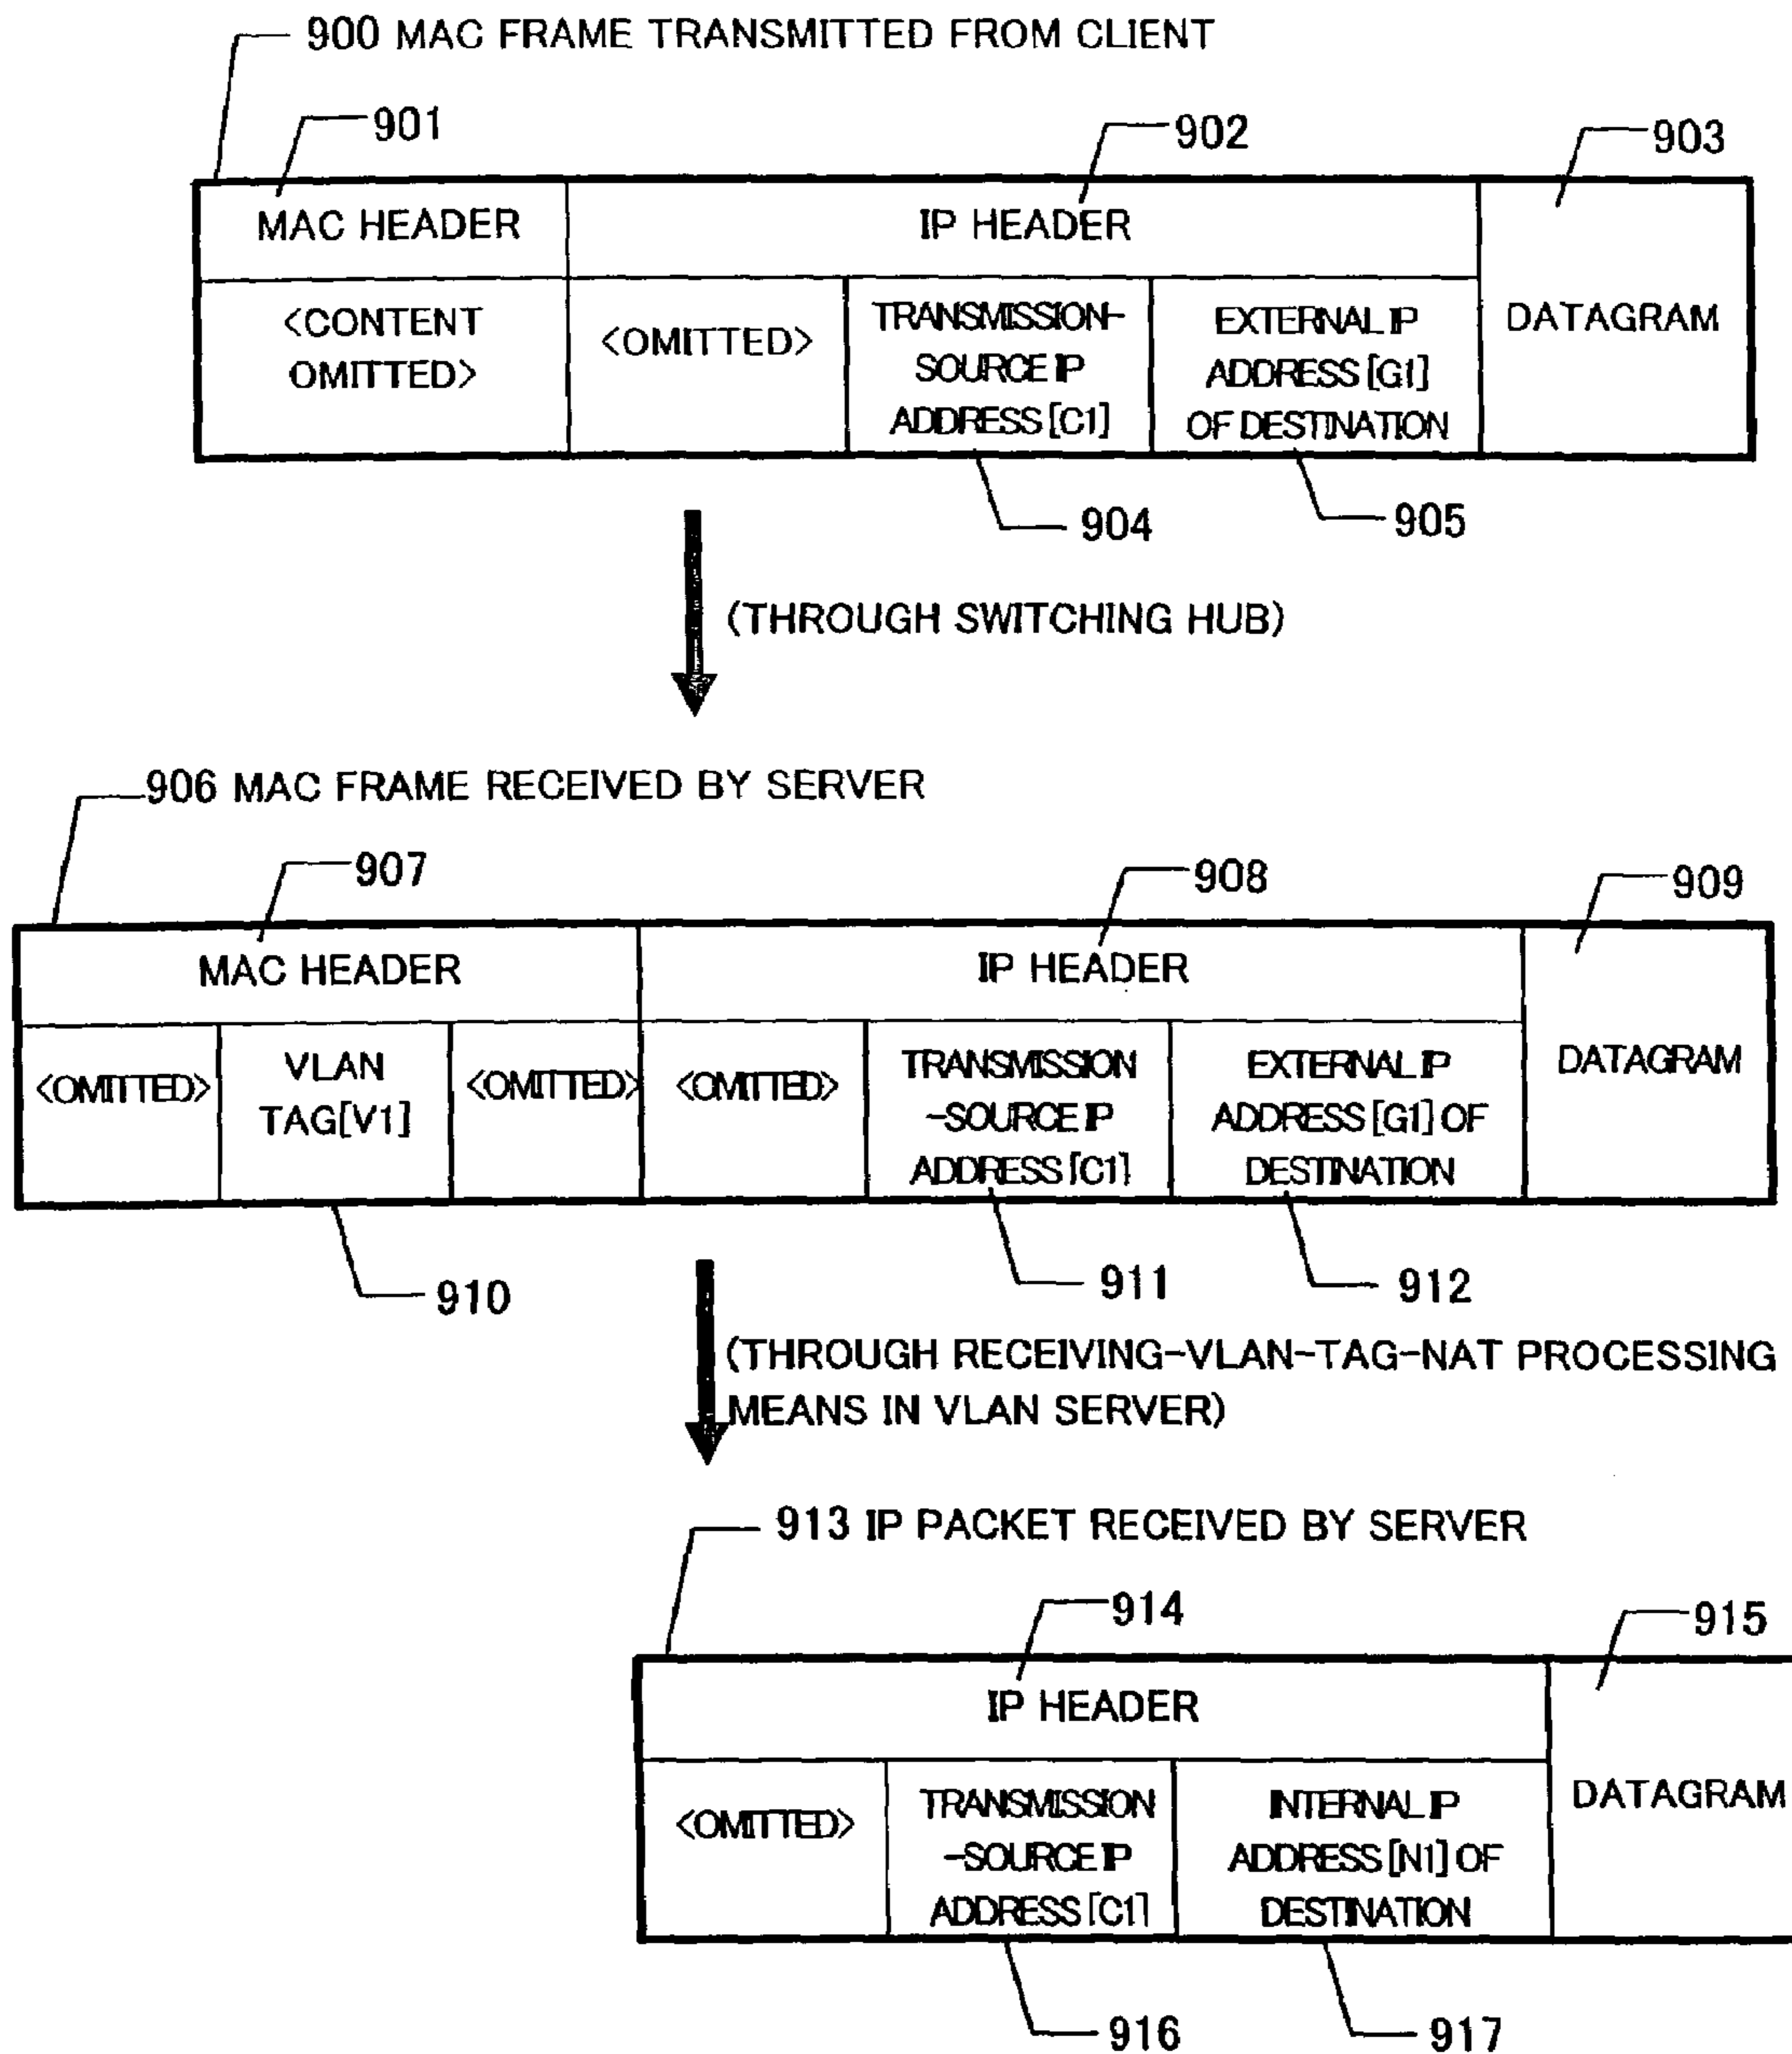 900 MAC FRAME TRANSMITTED FROM CLIENT
901
902
903
MAC HEADER
IP HEADER
<CONTENT
OMITTED>
<OMITTED>
TRANSMISSION-
SOURCE IP
ADDRESS [C1]
EXTERNAL IP
ADDRESS [G1]
OF DESTINATION
DATAGRAM
904
905
(THROUGH SWITCHING HUB)
906 MAC FRAME RECEIVED BY SERVER
907
908
909
MAC HEADER
IP HEADER
<OMITTED>
VLAN
TAG[V1]
<OMITTED>
<OMITTED>
TRANSMISSION
-SOURCE IP
ADDRESS [C1]
EXTERNAL IP
ADDRESS [G1] OF
DESTINATION
DATAGRAM
910
911
912
(THROUGH RECEIVING-VLAN-TAG-NAT PROCESSING
MEANS IN VLAN SERVER)
913 IP PACKET RECEIVED BY SERVER
914
915
IP HEADER
<OMITTED>
TRANSMISSION
-SOURCE IP
ADDRESS [C1]
INTERNAL IP
ADDRESS [N1] OF
DESTINATION
DATAGRAM
916
917